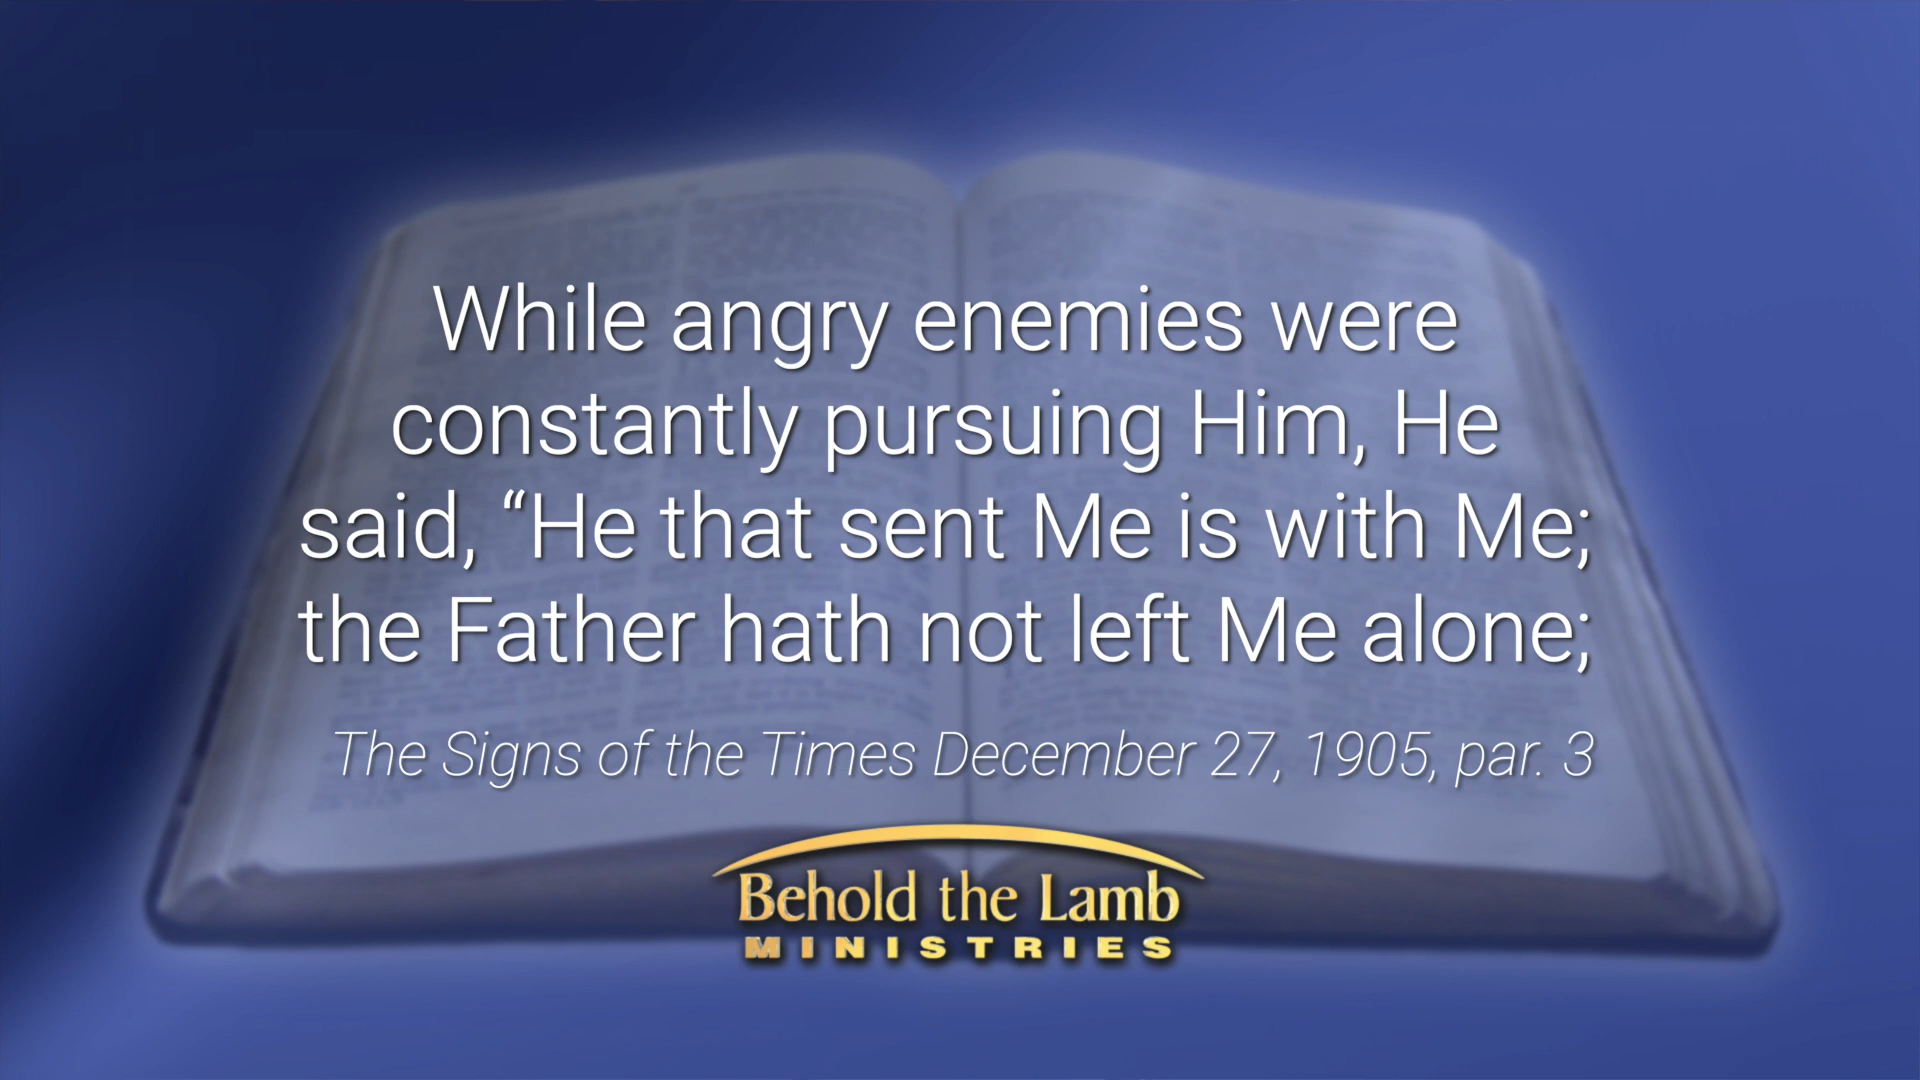 While angry enemies were
constantly pursuing Him, He
said, “He that sent Me is with Me;
the Father hath not left Me alone;
The Signs of the Times December 27, 1905, par. 3
Behold the Lamb
MINISTRIES